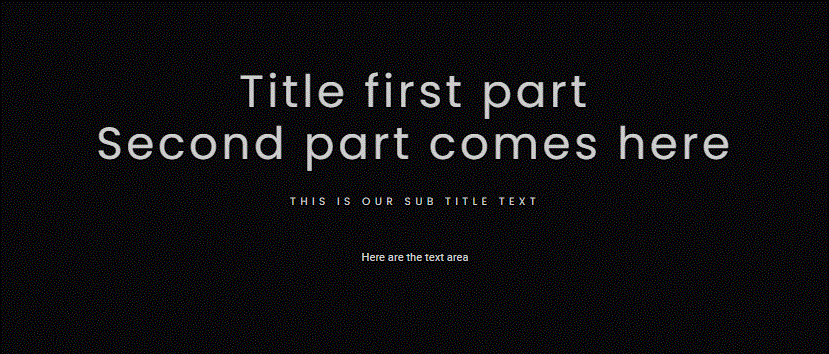 Title first part
Second part comes here
THIS IS OUR SUB TITLE TEXT
Here are the text area